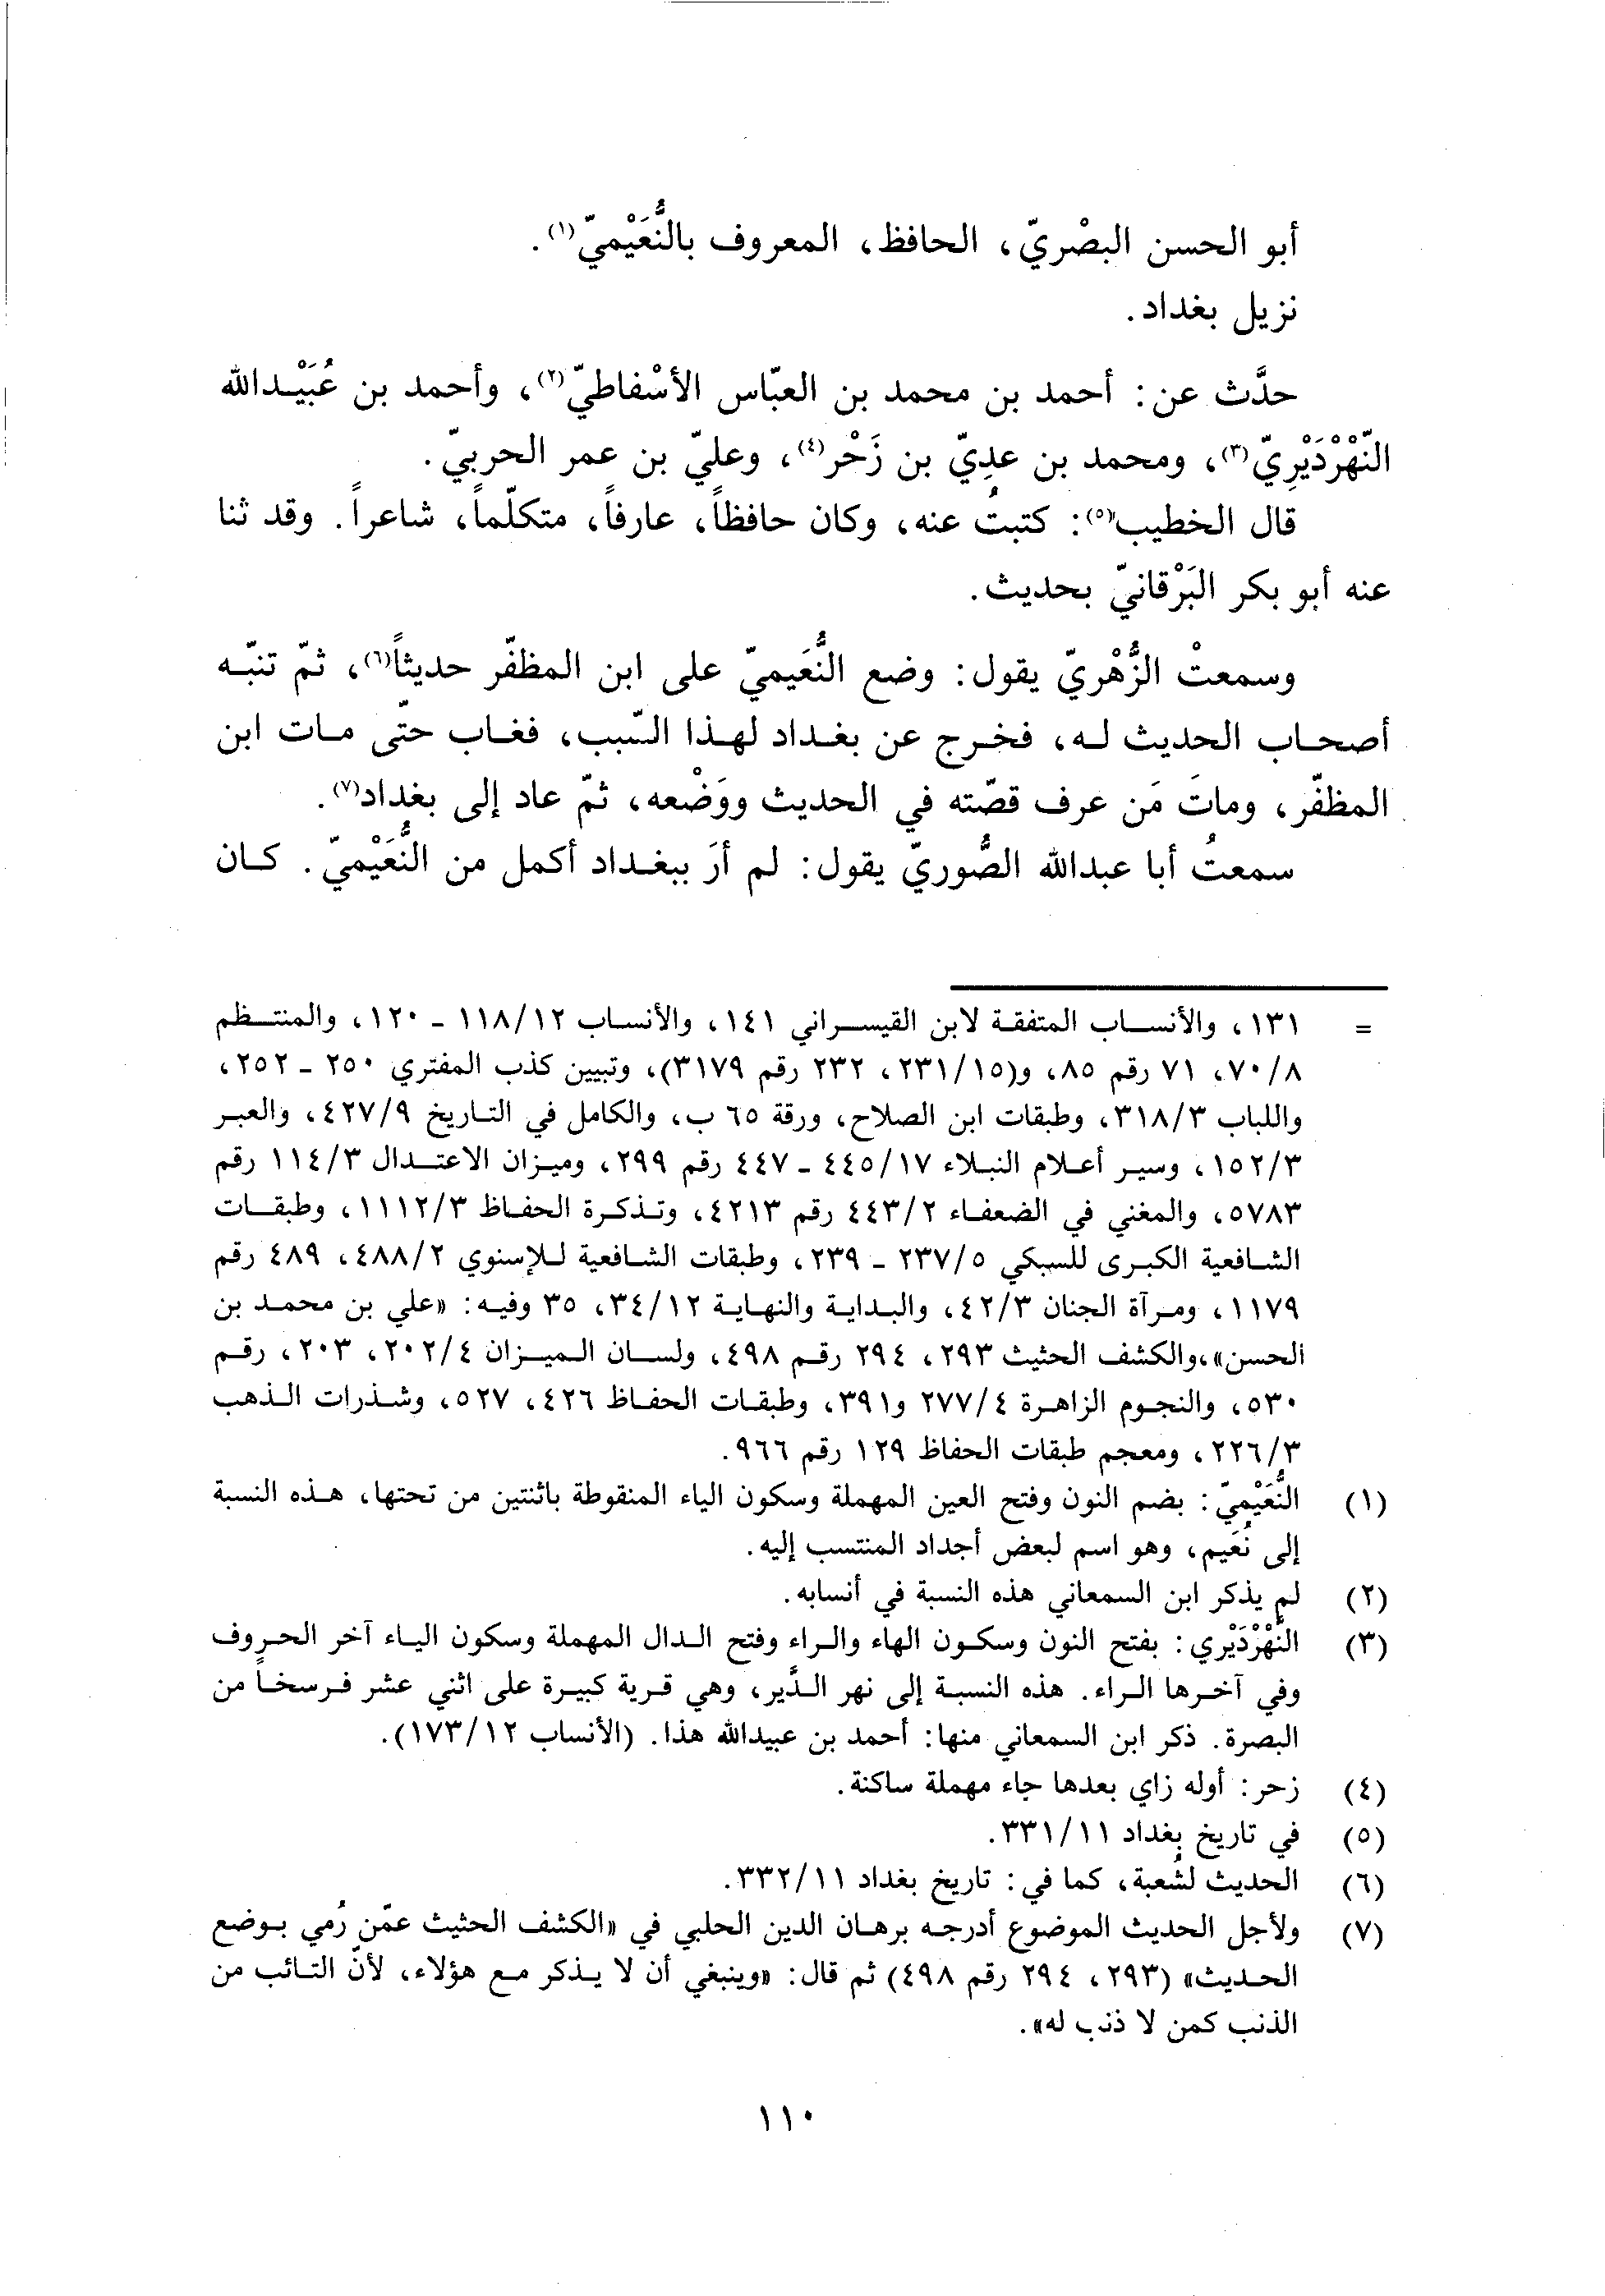 أبو الحسن البصْريّ، الحافظ، المعروف بالنُّعَيْميّ(١).
نزيل بغداد.
حدَّث عن: أحمد بن محمد بن العبّاس الأسْفاطيّ(٢)، وأحمد بن عُبَيْدالله
النّهْرْدَيْرِيّ(٣)، ومحمد بن عدِيّ بن زَحْر(٤)، وعليّ بن عمر الحربيّ.
قال الخطيب(٥): كتبتُ عنه، وكان حافظاً، عارفاً، متكلّماً، شاعراً. وقد ثنا
عنه أبو بكر البَرْقانيّ بحديث.
وسمعتْ الزُّهْريّ يقول: وضع النُّعَيميّ على ابن المظفّر حديثاً(٦)، ثمّ تنبّه
أصحاب الحديث له، فخرج عن بغداد لهذا السّبب، فغاب حتّى مات ابن
المظفّر، وماتَ مَن عرف قصّته في الحديث ووَضْعه، ثمّ عاد إلى بغداد(٧).
سمعتُ أبا عبدالله الصُّوريّ يقول: لم أرَ ببغداد أكمل من النُّعَيْميّ. كان
= ١٣١، والأنساب المتفقة لابن القيسراني ١٤١، والأنساب ١١٨/١٢ - ١٢٠، والمنتظم
٧٠/٨، ٧١ رقم ٨٥، و(٢٣١/١٥، ٢٣٢ رقم ٣١٧٩)، وتبيين كذب المفتري ٢٥٠ - ٢٥٢،
واللباب ٣١٨/٣، وطبقات ابن الصلاح، ورقة ٦٥ ب، والكامل في التاريخ ٤٢٧/٩، والعبر
١٥٢/٣، وسير أعلام النبلاء ٤٤٥/١٧ - ٤٤٧ رقم ٢٩٩، وميزان الاعتدال ١١٤/٣ رقم
٥٧٨٣، والمغني في الضعفاء ٤٤٣/٢ رقم ٤٢١٣، وتذكرة الحفاظ ١١١٢/٣، وطبقات
الشافعية الكبرى للسبكي ٢٣٧/٥ - ٢٣٩، وطبقات الشافعية للإسنوي ٤٨٨/٢، ٤٨٩ رقم
١١٧٩، ومرآة الجنان ٤٢/٣، والبداية والنهاية ٣٤/١٢، ٣٥ وفيه: «علي بن محمد بن
الحسن»،والكشف الحثيث ٢٩٣، ٢٩٤ رقم ٤٩٨، ولسان الميزان ٢٠٢/٤، ٢٠٣، رقم
٥٣٠، والنجوم الزاهرة ٢٧٧/٤ و٣٩١، وطبقات الحفاظ ٤٢٦، ٥٢٧، وشذرات الذهب
٢٢٦/٣، ومعجم طبقات الحفاظ ١٢٩ رقم ٩٦٦.
(١) النُّعَيْميّ: بضم النون وفتح العين المهملة وسكون الياء المنقوطة باثنتين من تحتها، هذه النسبة
إلى نُعَيم، وهو اسم لبعض أجداد المنتسب إليه.
(٢) لم يذكر ابن السمعاني هذه النسبة في أنسابه.
(٣) النَّهْرْدَيْري: بفتح النون وسكون الهاء والراء وفتح الدال المهملة وسكون الياء آخر الحروف
وفي آخرها الراء. هذه النسبة إلى نهر الدَّير، وهي قرية كبيرة على اثني عشر فرسخاً من
البصرة. ذكر ابن السمعاني منها: أحمد بن عبيدالله هذا. (الأنساب ١٧٣/١٢).
(٤) زحر: أوله زاي بعدها جاء مهملة ساكنة.
(٥) في تاريخ بغداد ٣٣١/١١.
(٦) الحديث لشُعبة، كما في: تاريخ بغداد ٣٣٢/١١.
(٧) ولأجل الحديث الموضوع أدرجه برهان الدين الحلبي في «الكشف الحثيث عمّن رُمي بوضع
الحديث» (٢٩٣، ٢٩٤ رقم ٤٩٨) ثم قال: «وينبغي أن لا يذكر مع هؤلاء، لأنّ التائب من
الذنب كمن لا ذنب له».
١١٠